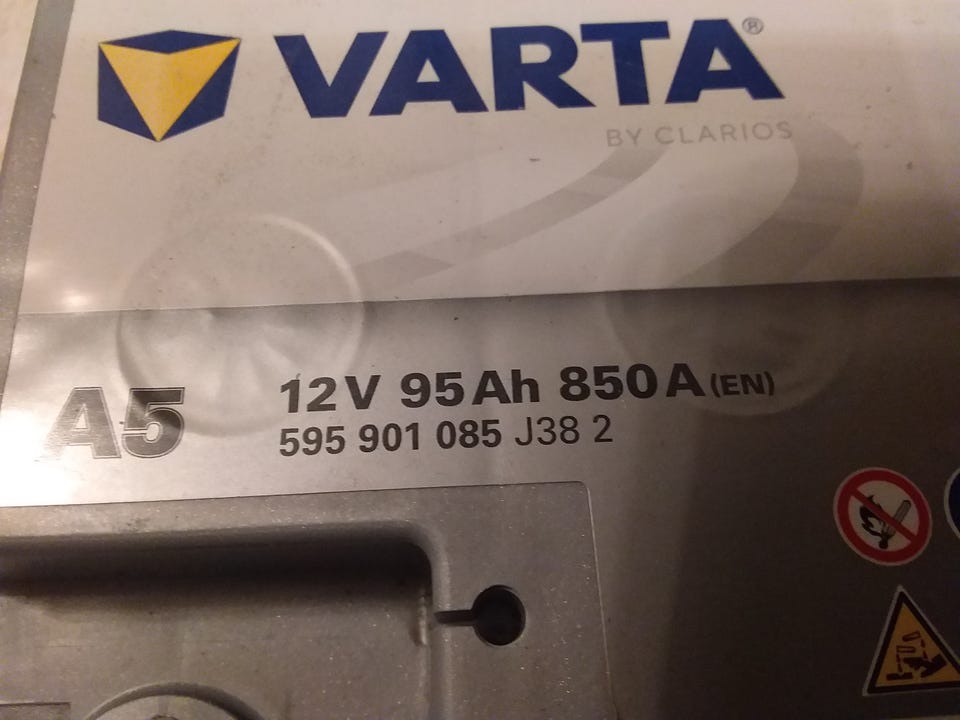 VARTA®
BY CLARIOS
A5
12V 95Ah 850A (EN)
595 901 085 J38 2